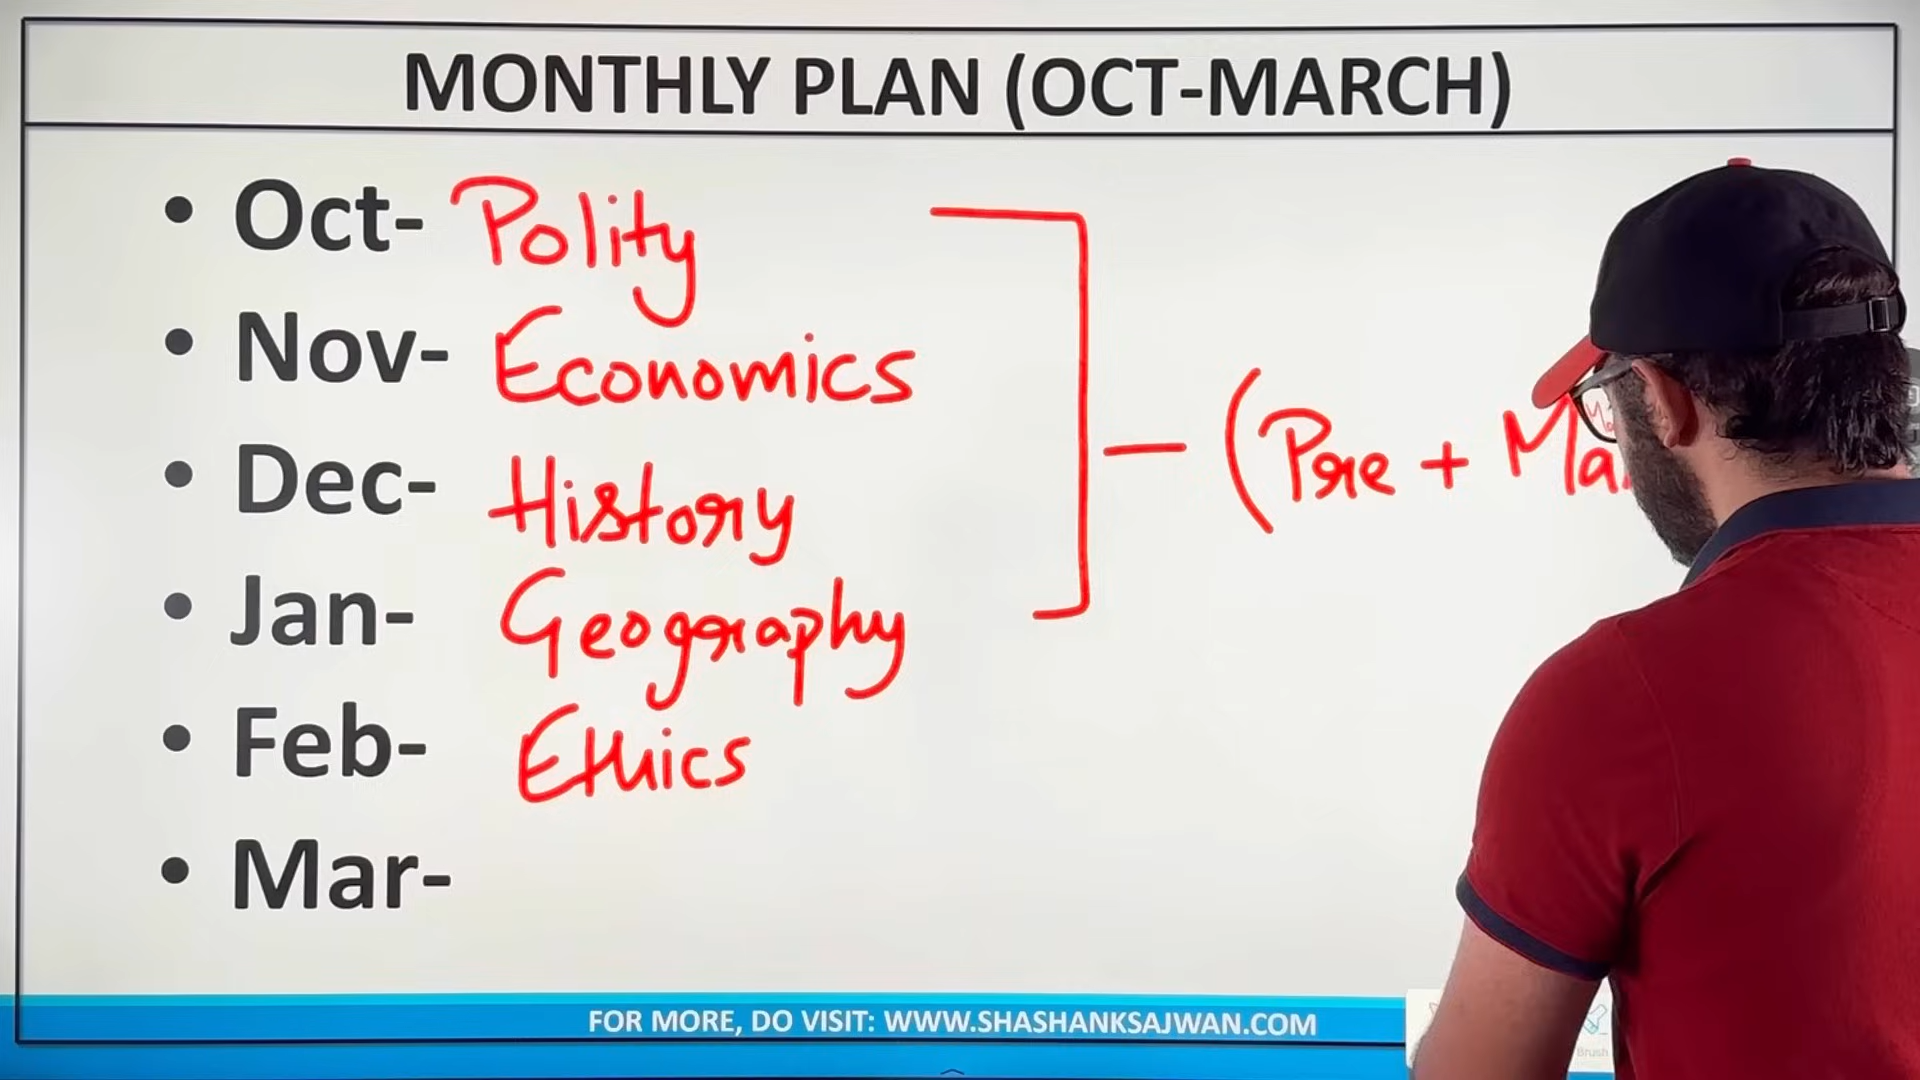 MONTHLY PLAN (OCT-MARCH)
• Oct- Polity
• Nov- Economics
• Dec- History
• Jan- Geography
• Feb- Ethics
• Mar-
(Pre +
FOR MORE, DO VISIT: WWW.SHASHANKSAJWAN.COM
Brush